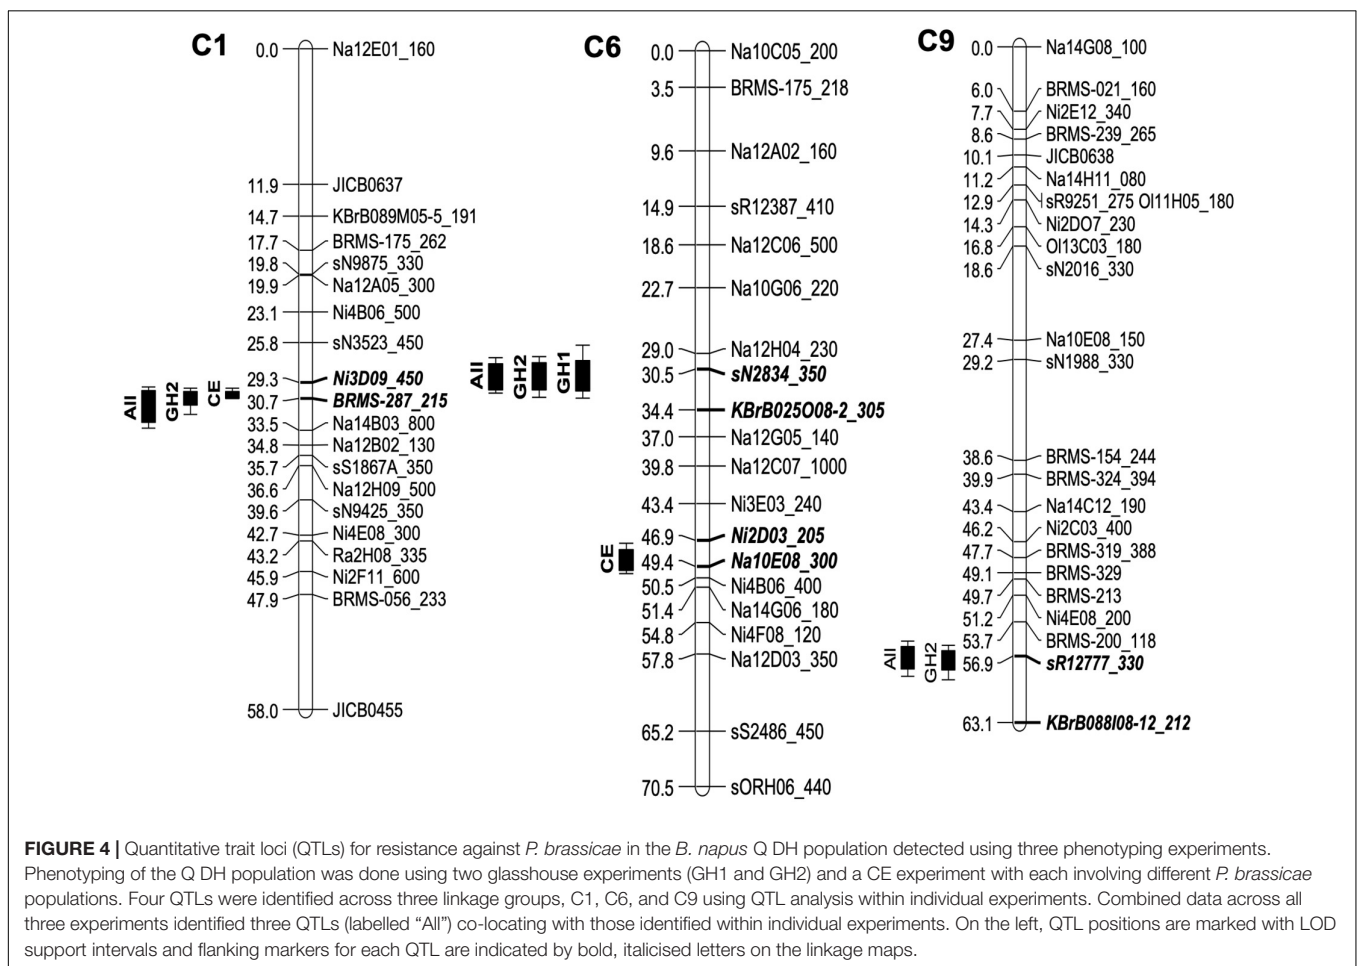 C1
0.0 Na12E01_160
11.9 JICB0637
14.7 KBrB089M05-5_191
17.7 BRMS-175_262
19.8 sN9875_330
19.9 Na12A05_300
23.1 Ni4B06_500
25.8 sN3523_450
29.3 Ni3D09_450
30.7 BRMS-287_215
33.5 Na14B03_800
34.8 Na12B02_130
35.7 sS1867A_350
36.6 Na12H09_500
39.6 sN9425_350
42.7 Ni4E08_300
43.2 Ra2H08_335
45.9 Ni2F11_600
47.9 BRMS-056_233
58.0 JICB0455
All
GH2
CE
C6
0.0 Na10C05_200
3.5 BRMS-175_218
9.6 Na12A02_160
14.9 sR12387_410
18.6 Na12C06_500
22.7 Na10G06_220
29.0 Na12H04_230
30.5 sN2834_350
34.4 KBrB025O08-2_305
37.0 Na12G05_140
39.8 Na12C07_1000
43.4 Ni3E03_240
46.9 Ni2D03_205
49.4 Na10E08_300
50.5 Ni4B06_400
51.4 Na14G06_180
54.8 Ni4F08_120
57.8 Na12D03_350
65.2 sS2486_450
70.5 sORH06_440
All
GH2
GH1
CE
C9
0.0 Na14G08_100
6.0 BRMS-021_160
7.7 Ni2E12_340
8.6 BRMS-239_265
10.1 JICB0638
11.2 Na14H11_080
12.9 sR9251_275 Ol11H05_180
14.3 Ni2DO7_230
16.8 Ol13C03_180
18.6 sN2016_330
27.4 Na10E08_150
29.2 sN1988_330
38.6 BRMS-154_244
39.9 BRMS-324_394
43.4 Na14C12_190
46.2 Ni2C03_400
47.7 BRMS-319_388
49.1 BRMS-329
49.7 BRMS-213
51.2 Ni4E08_200
53.7 BRMS-200_118
56.9 sR12777_330
63.1 KBrB088I08-12_212
All
GH2
FIGURE 4 | Quantitative trait loci (QTLs) for resistance against P. brassicae in the B. napus Q DH population detected using three phenotyping experiments.
Phenotyping of the Q DH population was done using two glasshouse experiments (GH1 and GH2) and a CE experiment with each involving different P. brassicae
populations. Four QTLs were identified across three linkage groups, C1, C6, and C9 using QTL analysis within individual experiments. Combined data across all
three experiments identified three QTLs (labelled “All”) co-locating with those identified within individual experiments. On the left, QTL positions are marked with LOD
support intervals and flanking markers for each QTL are indicated by bold, italicised letters on the linkage maps.